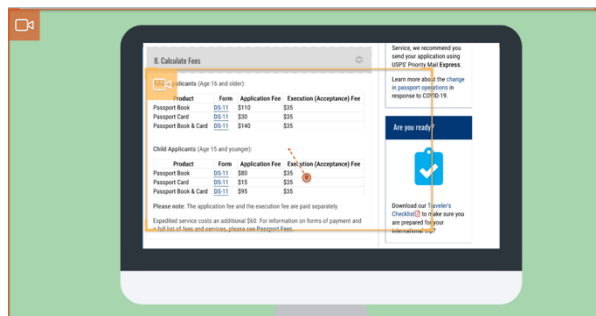 8. Calculate Fees
Applicants (Age 16 and older):
Product Form Application Fee Execution (Acceptance) Fee
Passport Book DS-11 $110 $35
Passport Card DS-11 $30 $35
Passport Book & Card DS-11 $140 $35
Child Applicants (Age 15 and younger):
Product Form Application Fee Execution (Acceptance) Fee
Passport Book DS-11 $80 $35
Passport Card DS-11 $15 $35
Passport Book & Card DS-11 $95 $35
Please note: The application fee and the execution fee are paid separately.
Expedited service costs an additional $60. For information on forms of payment and
a full list of fees and services, please see Passport Fees.
Service, we recommend you
send your application using
USPS' Priority Mail Express.
Learn more about the change
in passport operations in
response to COVID-19.
Are you ready?
Download our Traveler's
Checklist to make sure you
are prepared for your
international trip?